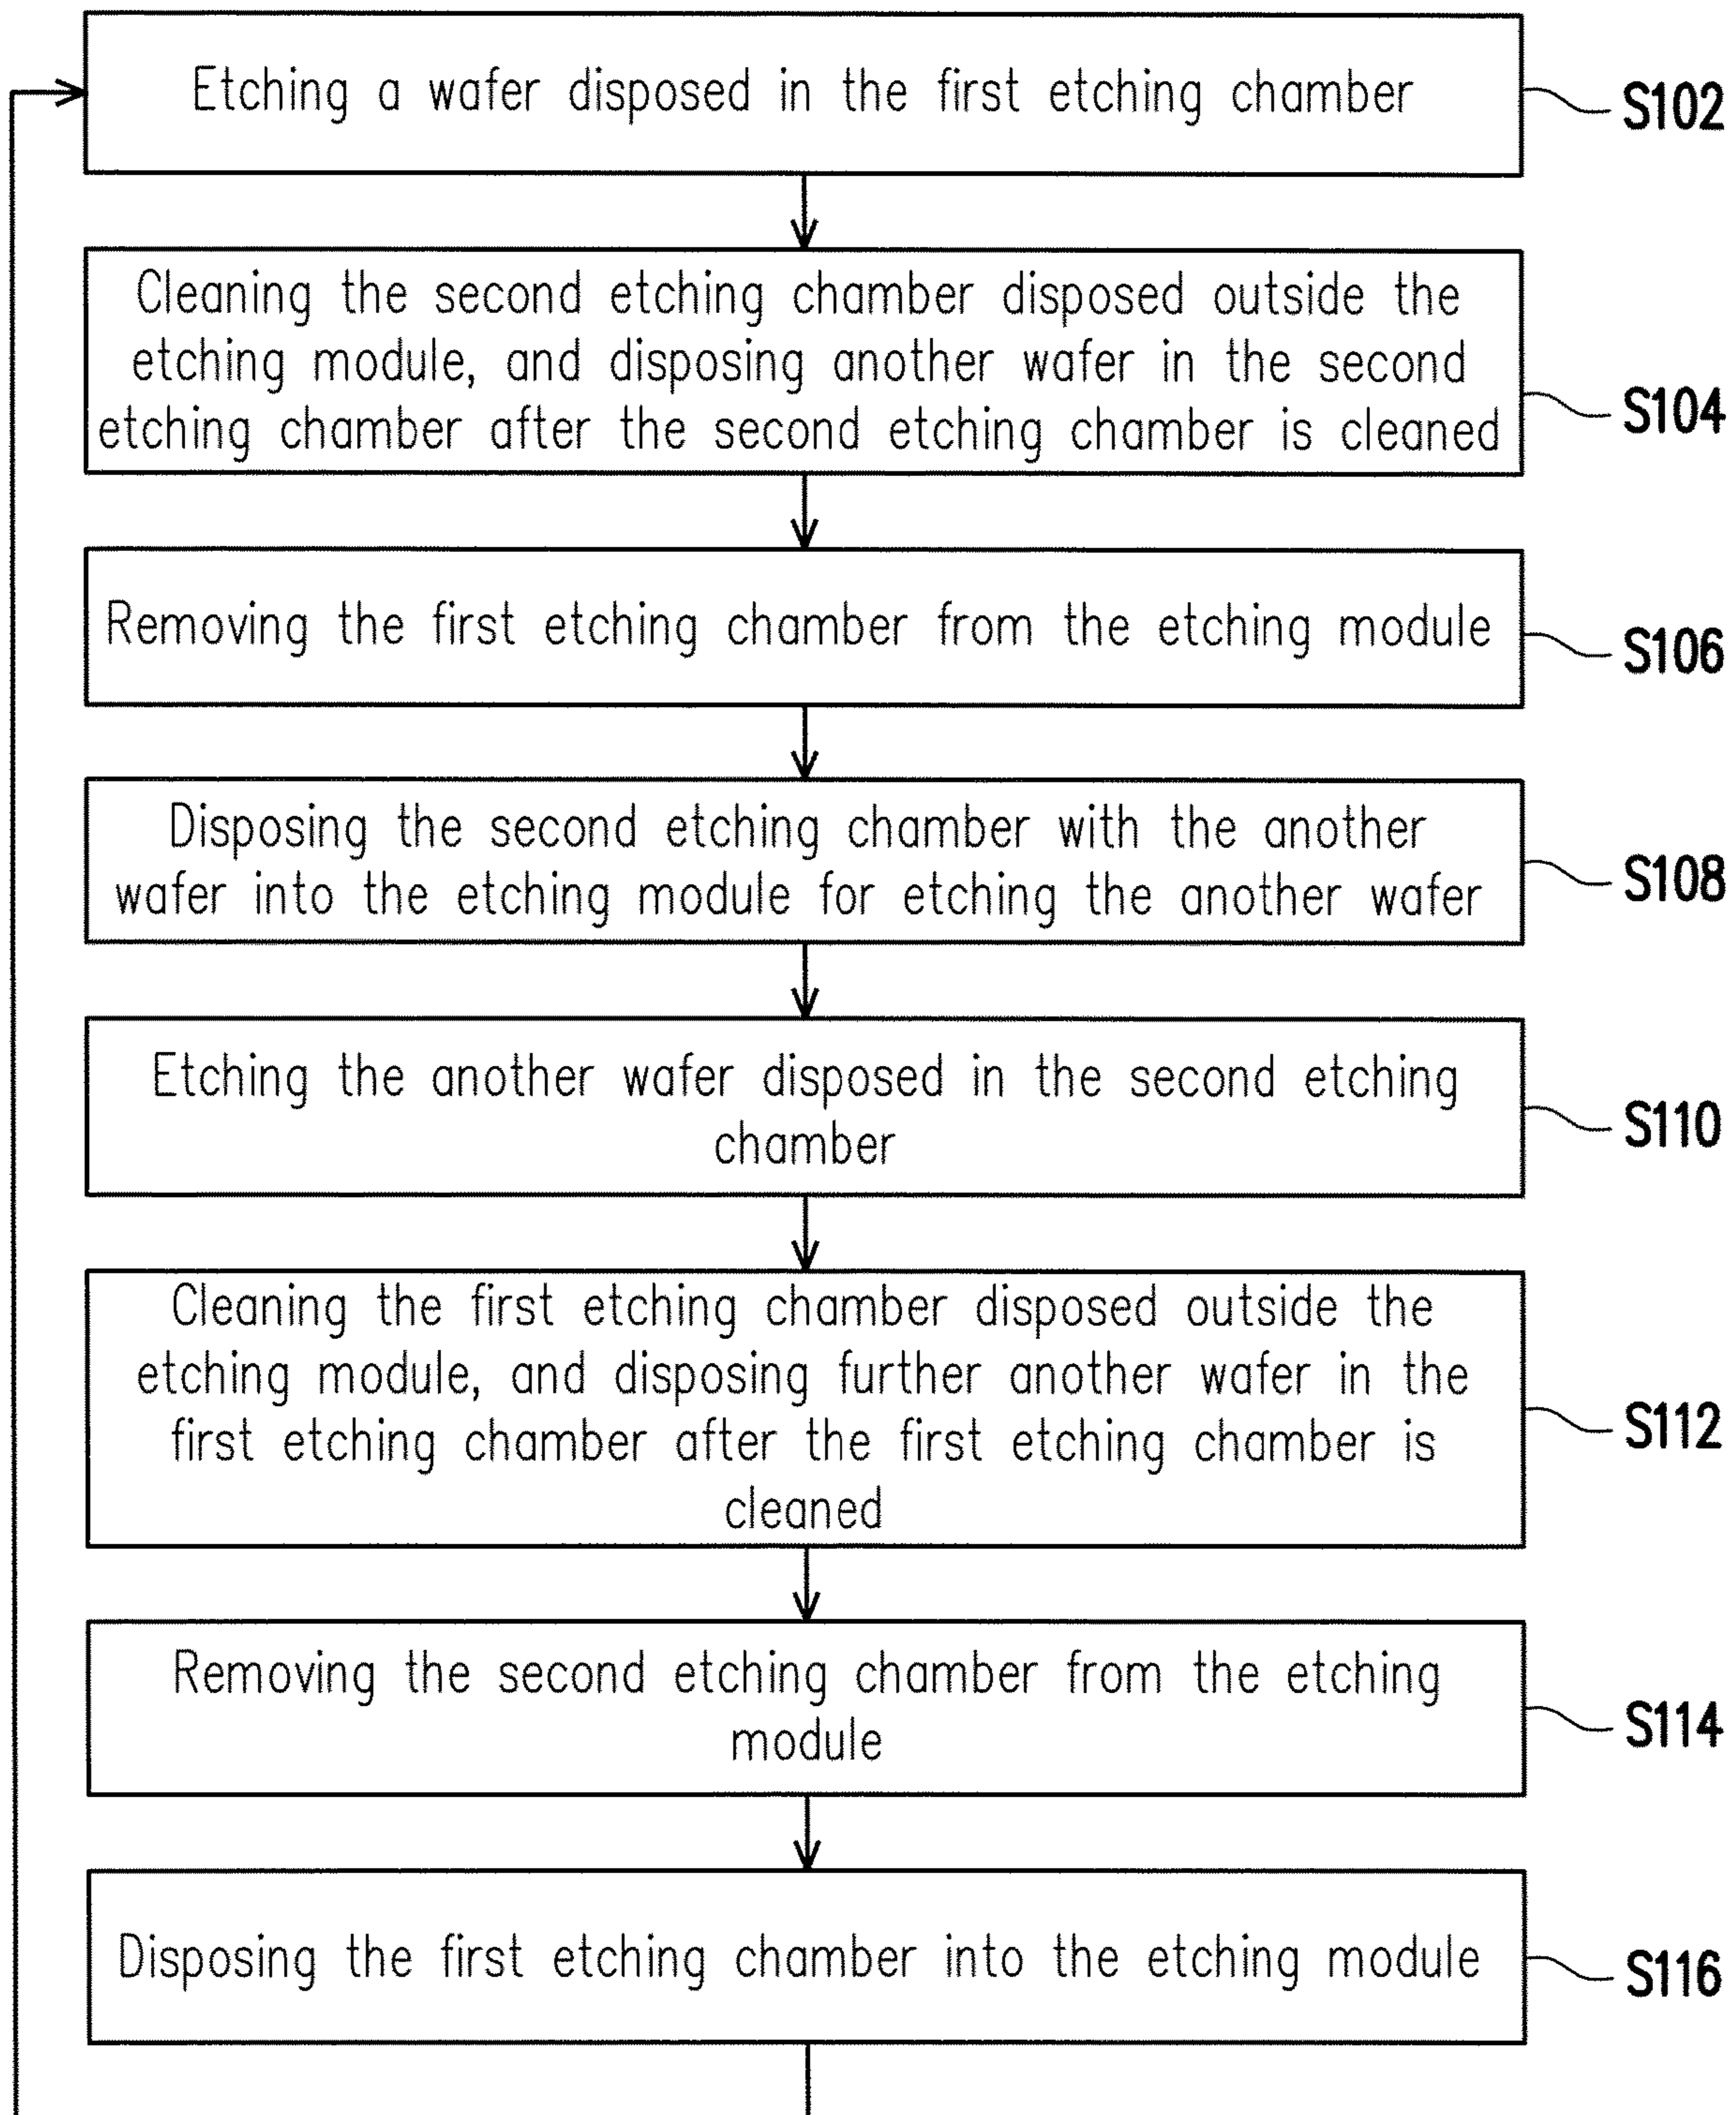 Etching a wafer disposed in the first etching chamber
S102
Cleaning the second etching chamber disposed outside the
etching module, and disposing another wafer in the second
etching chamber after the second etching chamber is cleaned
S104
Removing the first etching chamber from the etching module
S106
Disposing the second etching chamber with the another
wafer into the etching module for etching the another wafer
S108
Etching the another wafer disposed in the second etching
chamber
S110
Cleaning the first etching chamber disposed outside the
etching module, and disposing further another wafer in the
first etching chamber after the first etching chamber is
cleaned
S112
Removing the second etching chamber from the etching
module
S114
Disposing the first etching chamber into the etching module
S116